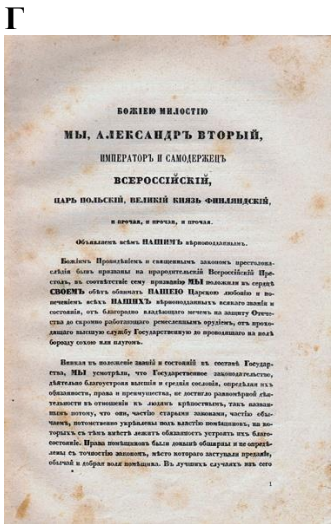 Г
БОЖІЕЮ МИЛОСТІЮ
МЫ, АЛЕКСАНДРЪ ВТОРЫЙ,
ИМПЕРАТОРЪ И САМОДЕРЖЕЦЪ
ВСЕРОССІЙСКІЙ,
ЦАРЬ ПОЛЬСКІЙ, ВЕЛИКІЙ КНЯЗЬ ФИНЛЯНДСКІЙ,
и прочая, и прочая, и прочая.
Объявляемъ всѣмъ НАШИМЪ вѣрноподданнымъ.
Божіимъ Провидѣніемъ и священнымъ закономъ престолона-
слѣдія бывъ призваны на прародительскій Всероссійскій Пре-
столъ, въ соотвѣтствіе сему призванію МЫ положили въ сердцѣ
СВОЕМЪ обѣтъ обнимать НАШЕЮ Царскою любовію и по-
печеніемъ всѣхъ НАШИХЪ вѣрноподданныхъ всякаго званія и
состоянія, отъ благородно владѣющаго мечемъ на защиту Отече-
ства до скромно работающаго ремесленнымъ орудіемъ, отъ прохо-
дящаго высшую службу Государственную до проводящаго на полѣ
борозду сохою или плугомъ.
Вникая въ положеніе званій и состояній въ составѣ Государ-
ства, МЫ усмотрѣли, что Государственное законодательство,
дѣятельно благоустрояя высшія и среднія сословія, опредѣляя ихъ
обязанности, права и преимущества, не достигло равномѣрной дѣя-
тельности въ отношеніи къ людямъ крѣпостнымъ, такъ назван-
нымъ потому, что они, частію старыми законами, частію обы-
чаемъ, потомственно укрѣплены подъ властію помѣщиковъ, на ко-
торыхъ съ тѣмъ вмѣстѣ лежитъ обязанность устроять ихъ благо-
состояніе. Права помѣщиковъ были донынѣ обширны и не опре-
дѣлены съ точностію закономъ, мѣсто котораго заступали преданіе,
обычай и добрая воля помѣщика. Въ лучшихъ случаяхъ изъ сего
1